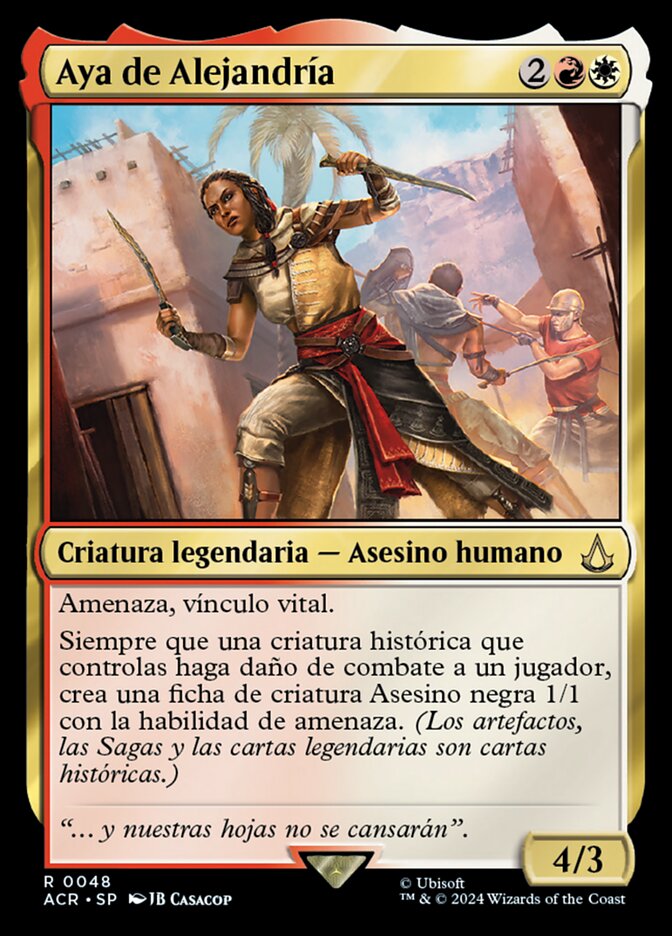 Aya de Alejandría 2
Criatura legendaria — Asesino humano
Amenaza, vínculo vital.
Siempre que una criatura histórica que
controlas haga daño de combate a un jugador,
crea una ficha de criatura Asesino negra 1/1
con la habilidad de amenaza. (Los artefactos,
las Sagas y las cartas legendarias son cartas
históricas.)
“… y nuestras hojas no se cansarán”.
4/3
R 0048
ACR • SP JB Casacop
© Ubisoft
™ & © 2024 Wizards of the Coast